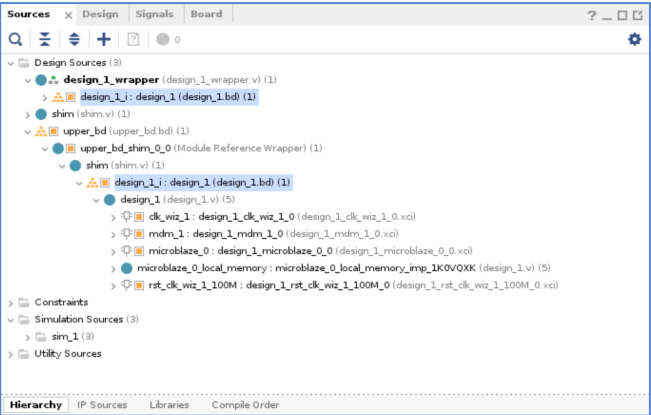 Sources Design Signals Board
0
Design Sources (3)
design_1_wrapper (design_1_wrapper.v) (1)
design_1_i : design_1 (design_1.bd) (1)
shim (shim.v) (1)
upper_bd (upper_bd.bd) (1)
upper_bd_shim_0_0 (Module Reference Wrapper) (1)
shim (shim.v) (1)
design_1_i : design_1 (design_1.bd) (1)
design_1 (design_1.v) (5)
clk_wiz_1 : design_1_clk_wiz_1_0 (design_1_clk_wiz_1_0.xci)
mdm_1 : design_1_mdm_1_0 (design_1_mdm_1_0.xci)
microblaze_0 : design_1_microblaze_0_0 (design_1_microblaze_0_0.xci)
microblaze_0_local_memory : microblaze_0_local_memory_imp_1K0VQXK (design_1.v) (5)
rst_clk_wiz_1_100M : design_1_rst_clk_wiz_1_100M_0 (design_1_rst_clk_wiz_1_100M_0.xci)
Constraints
Simulation Sources (3)
sim_1 (3)
Utility Sources
Hierarchy IP Sources Libraries Compile Order